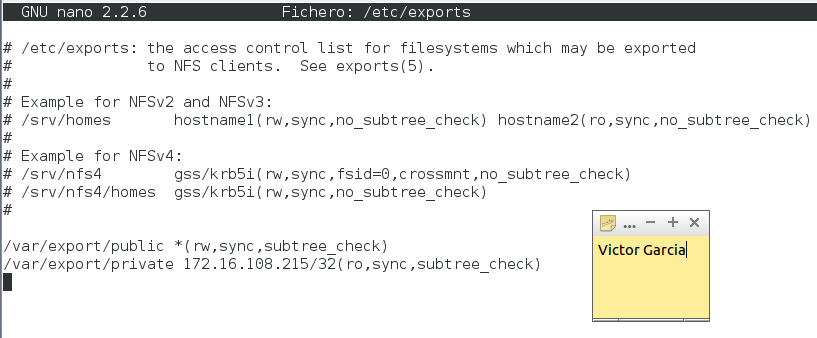 GNU nano 2.2.6 Fichero: /etc/exports
# /etc/exports: the access control list for filesystems which may be exported
# to NFS clients. See exports(5).
#
# Example for NFSv2 and NFSv3:
# /srv/homes hostname1(rw,sync,no_subtree_check) hostname2(ro,sync,no_subtree_check)
#
# Example for NFSv4:
# /srv/nfs4 gss/krb5i(rw,sync,fsid=0,crossmnt,no_subtree_check)
# /srv/nfs4/homes gss/krb5i(rw,sync,no_subtree_check)
#
/var/export/public *(rw,sync,subtree_check)
/var/export/private 172.16.108.215/32(ro,sync,subtree_check)
...
Victor Garcia